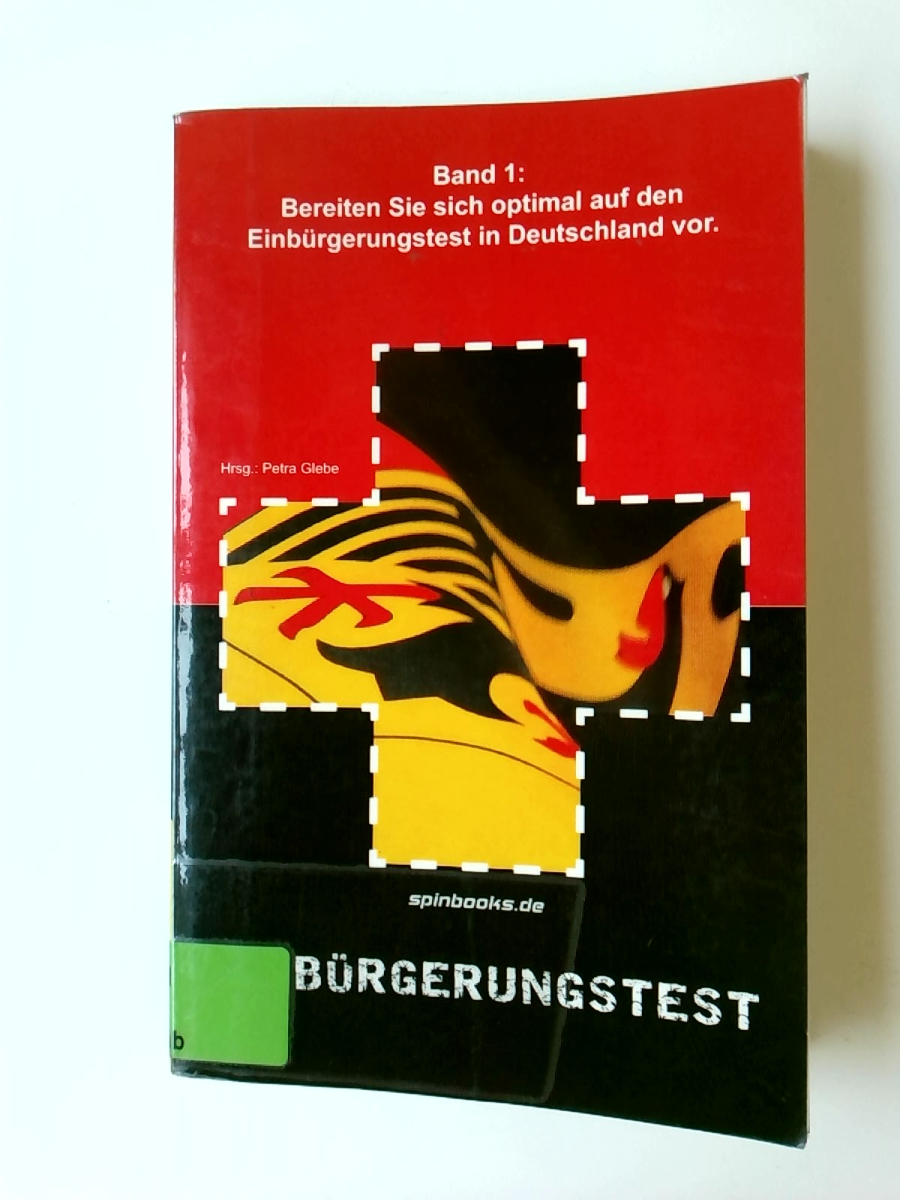 Band 1:
Bereiten Sie sich optimal auf den
Einbürgerungstest in Deutschland vor.
Hrsg.: Petra Glebe
spinbooks.de
BÜRGERUNGSTEST
b